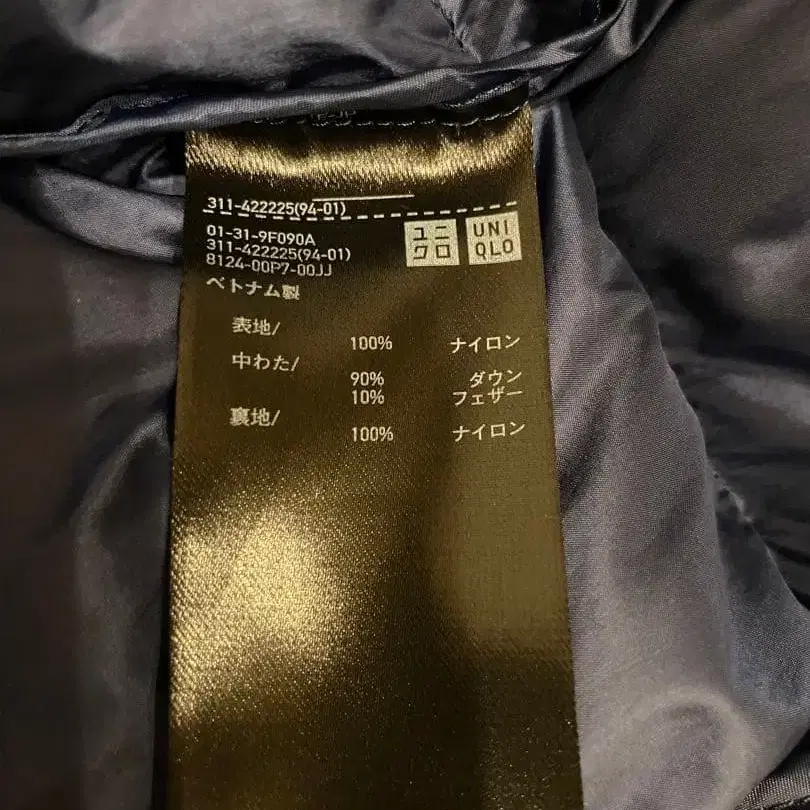 311-422225(94-01)
01-31-9F090A
311-422225(94-01)
8124-00P7-00JJ
ベトナム製
ユニ
クロ
UNI
QLO
表地/
100% ナイロン
中わた/
90% ダウン
10% フェザー
裏地/
100% ナイロン